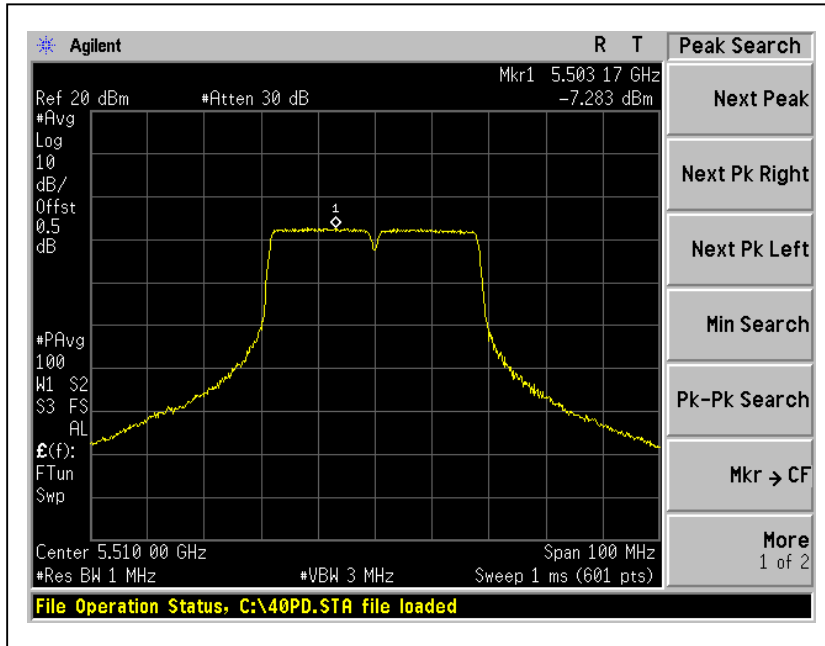 Agilent R T
Mkr1 5.503 17 GHz
Ref 20 dBm #Atten 30 dB -7.283 dBm
#Avg
Log
10
dB/
Offst
0.5
dB
1
#PAvg
100
W1 S2
S3 FS
AL
£(f):
FTun
Swp
Center 5.510 00 GHz Span 100 MHz
#Res BW 1 MHz #VBW 3 MHz Sweep 1 ms (601 pts)
File Operation Status, C:\40PD.STA file loaded
Peak Search
Next Peak
Next Pk Right
Next Pk Left
Min Search
Pk-Pk Search
Mkr → CF
More
1 of 2